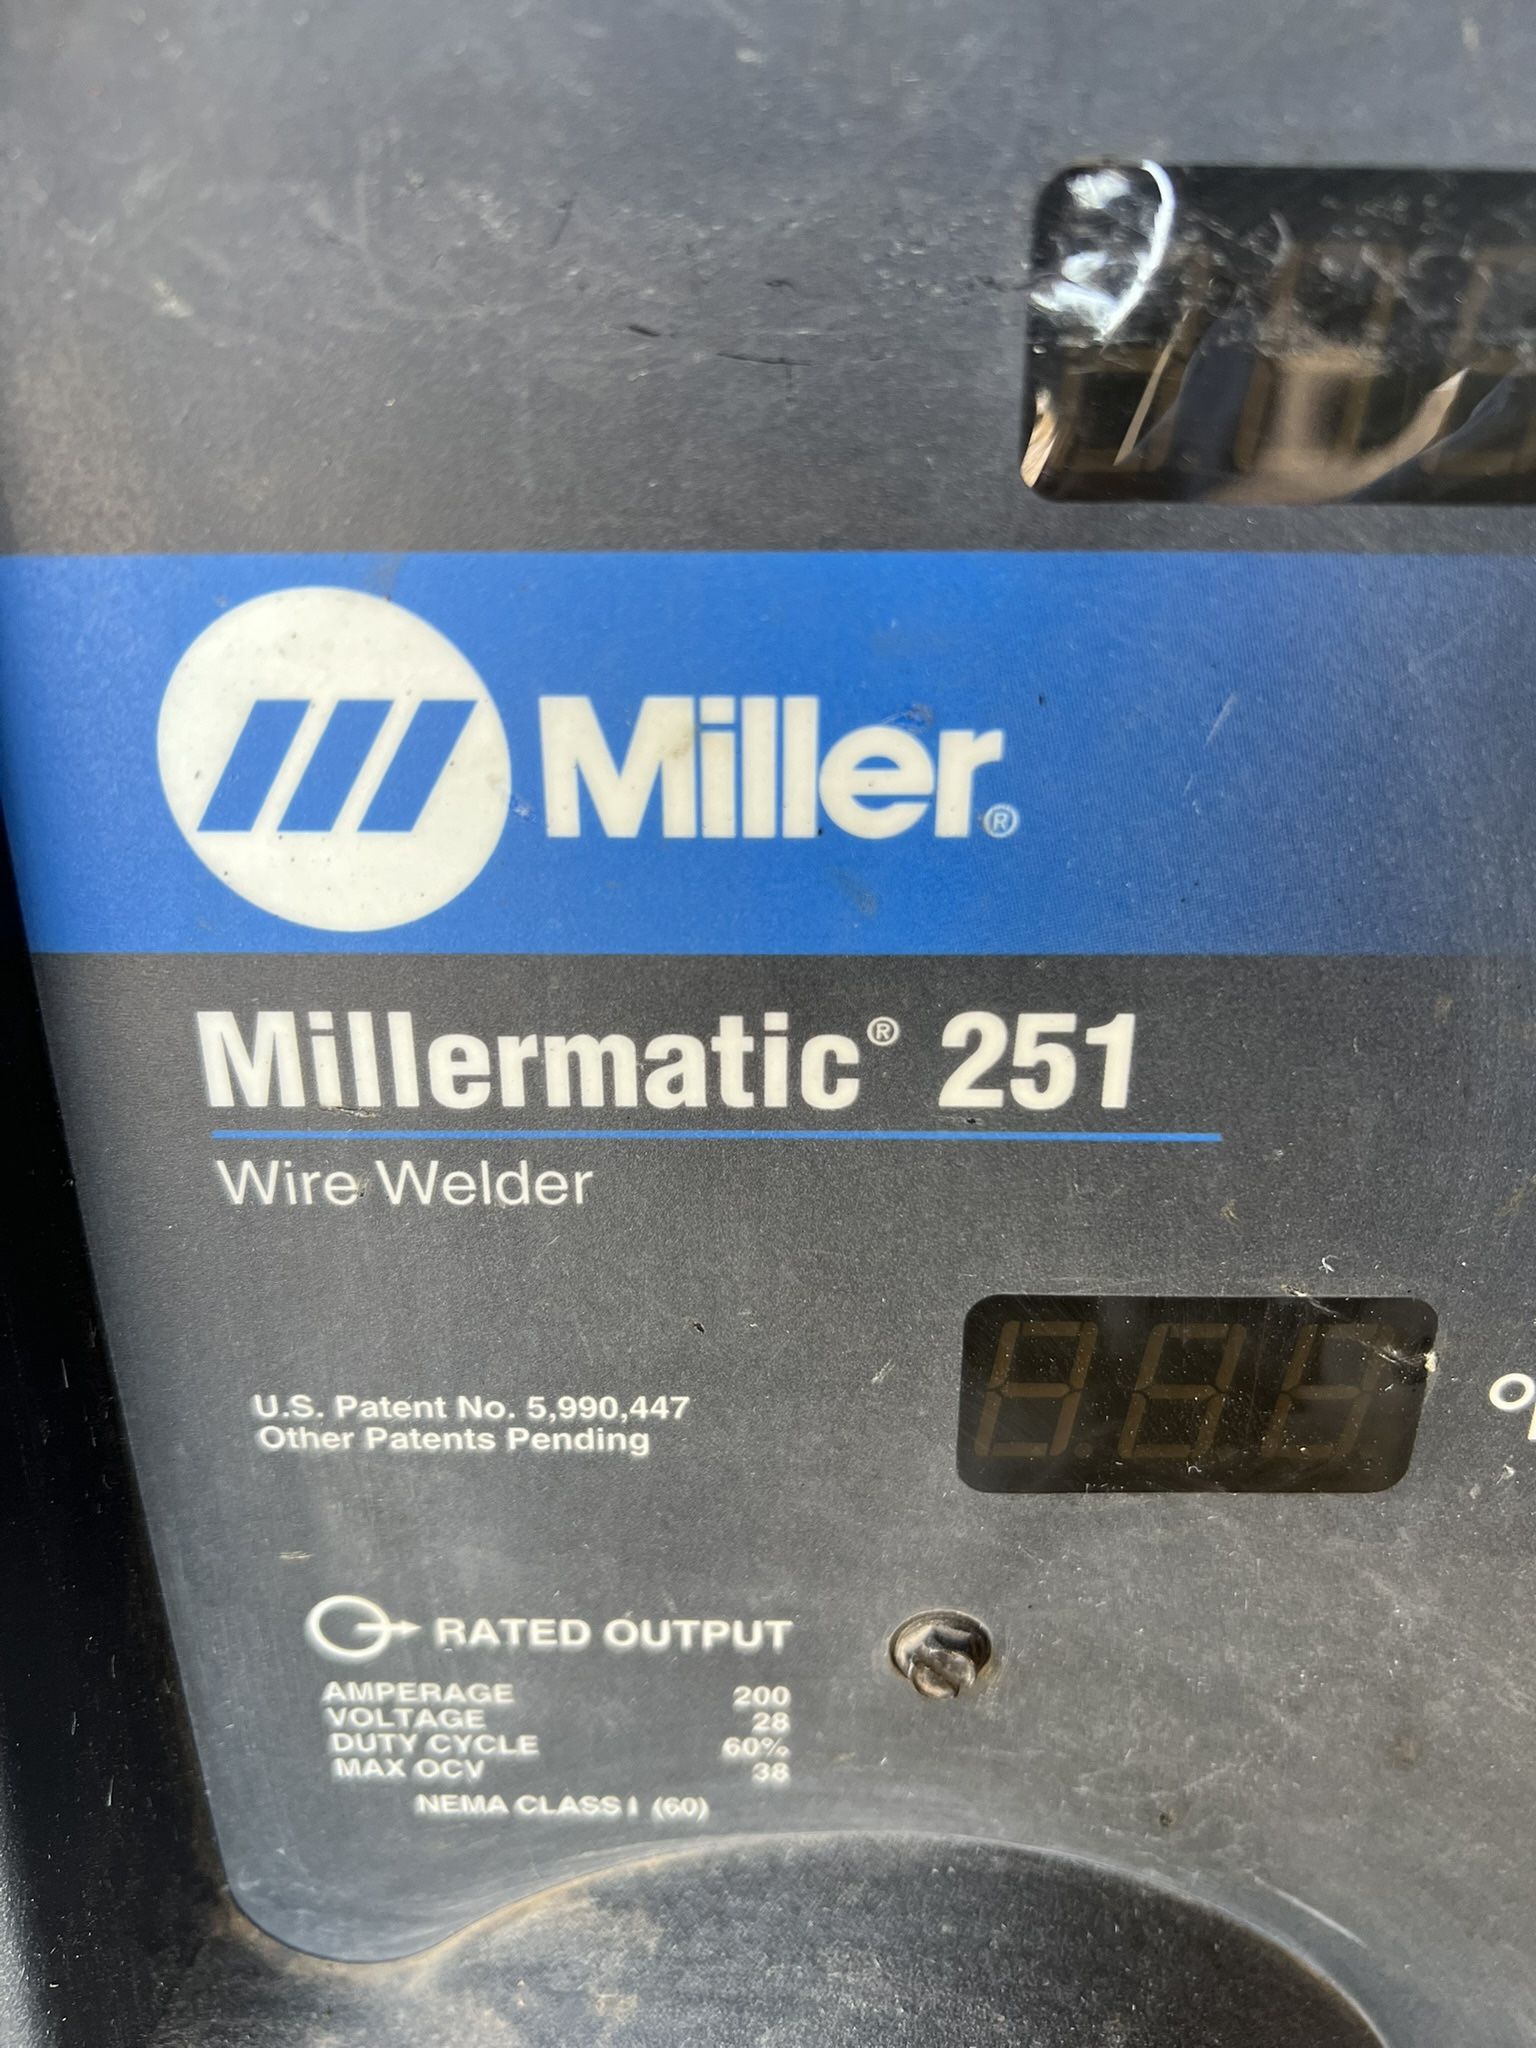 Miller®
Millermatic® 251
Wire Welder
U.S. Patent No. 5,990,447
Other Patents Pending
RATED OUTPUT
AMPERAGE 200
VOLTAGE 28
DUTY CYCLE 60%
MAX OCV 38
NEMA CLASS I (60)